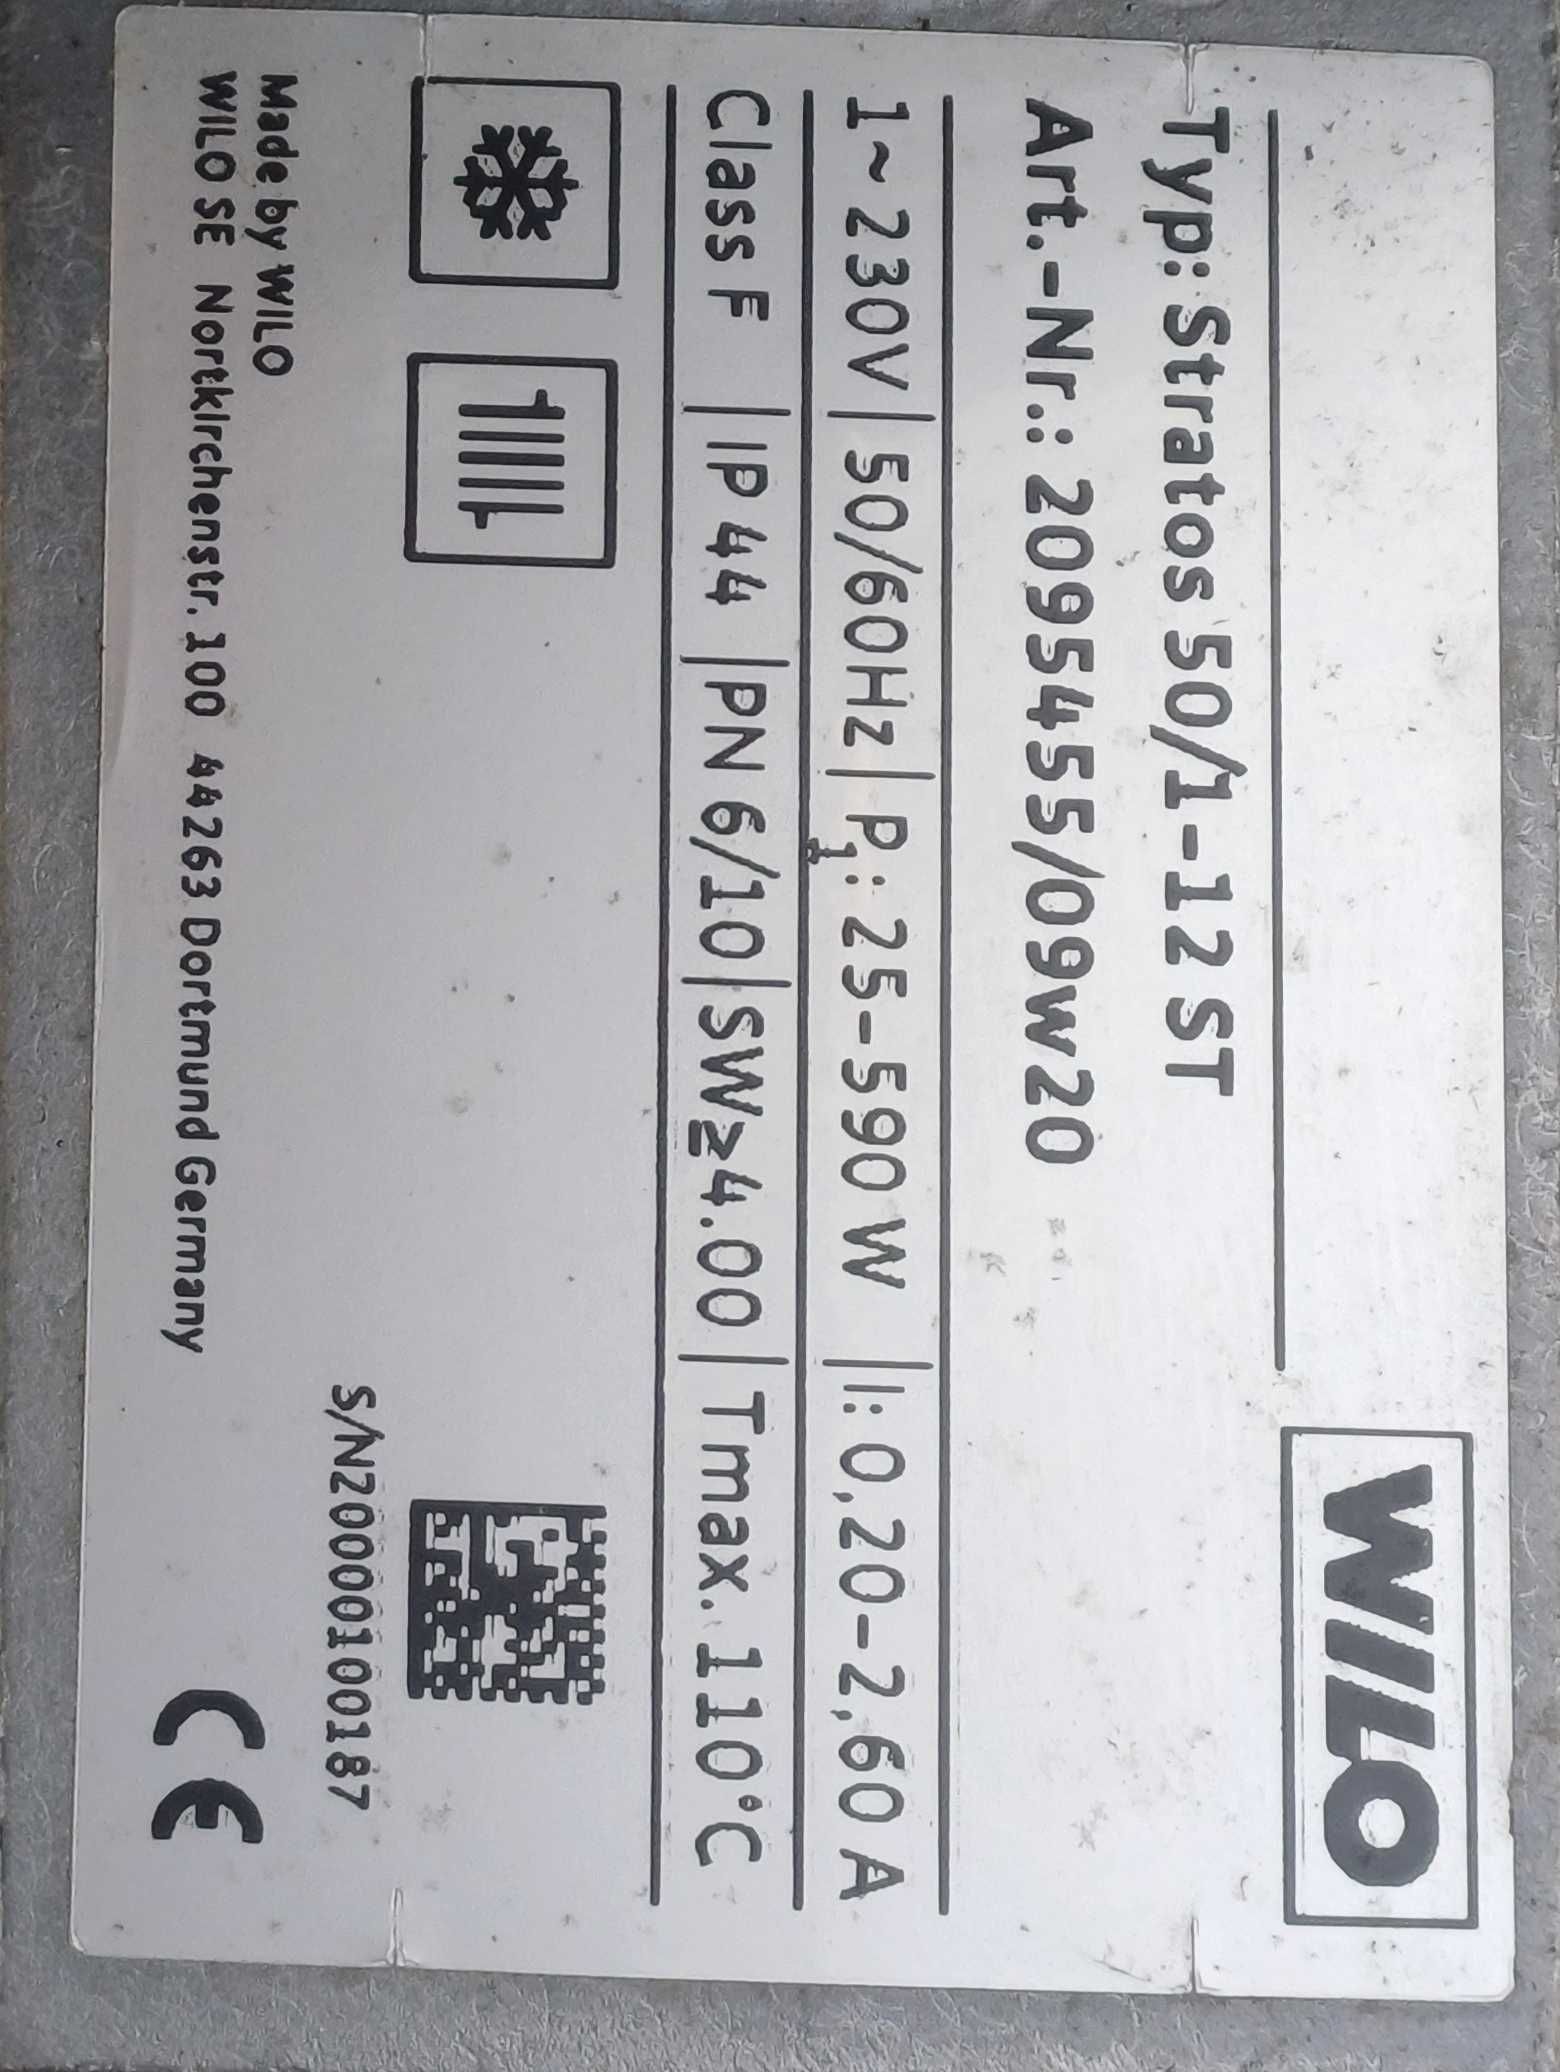 WILO
Typ: Stratos 50/1-12 ST
Art.-Nr.: 2095455/09w20
1~230V | 50/60Hz | P1: 25-590 W | I: 0,20-2,60 A
Class F | IP 44 | PN 6/10 | SW≥4.00 | Tmax. 110°C
S/N2000100187
Made by WILO
WILO SE Nortkirchenstr. 100 44263 Dortmund Germany
CE